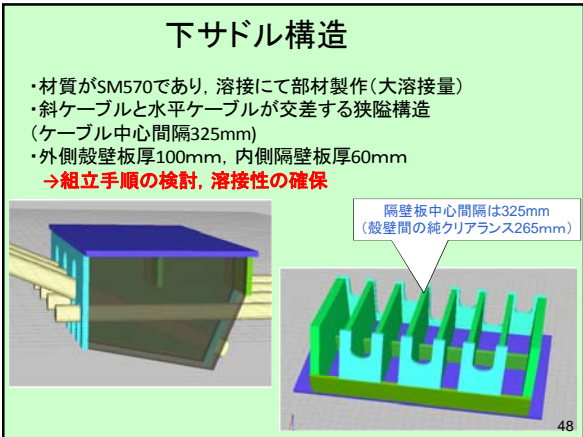 下サドル構造
・材質がSM570であり，溶接にて部材製作（大溶接量）
・斜ケーブルと水平ケーブルが交差する狭隘構造
（ケーブル中心間隔325mm）
・外側殻壁板厚100mm，内側隔壁板厚60mm
→組立手順の検討，溶接性の確保
隔壁板中心間隔は325mm
（殻壁間の純クリアランス265mm）
48